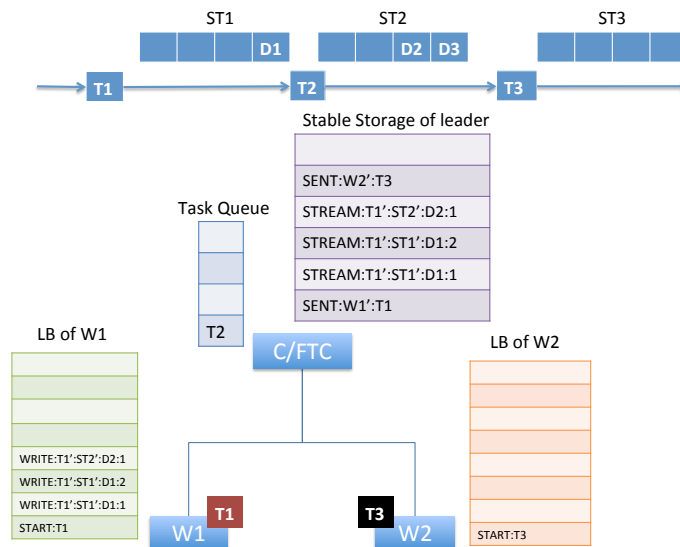 ST1 ST2 ST3
D1 D2 D3
T1 T2 T3
Stable Storage of leader
SENT:W2':T3
STREAM:T1':ST2':D2:1
STREAM:T1':ST1':D1:2
STREAM:T1':ST1':D1:1
SENT:W1':T1
Task Queue
T2
C/FTC
LB of W1
WRITE:T1':ST2':D2:1
WRITE:T1':ST1':D1:2
WRITE:T1':ST1':D1:1
START:T1
LB of W2
START:T3
T1
W1
T3
W2